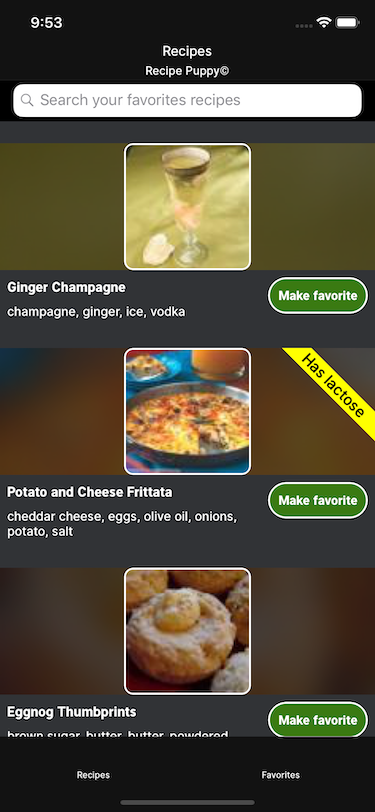 9:53
Recipes
Recipe Puppy©
Search your favorites recipes
Ginger Champagne
Make favorite
champagne, ginger, ice, vodka
Has lactose
Potato and Cheese Frittata
Make favorite
cheddar cheese, eggs, olive oil, onions,
potato, salt
Eggnog Thumbprints
Make favorite
brown sugar, butter, butter, powdered
Recipes
Favorites